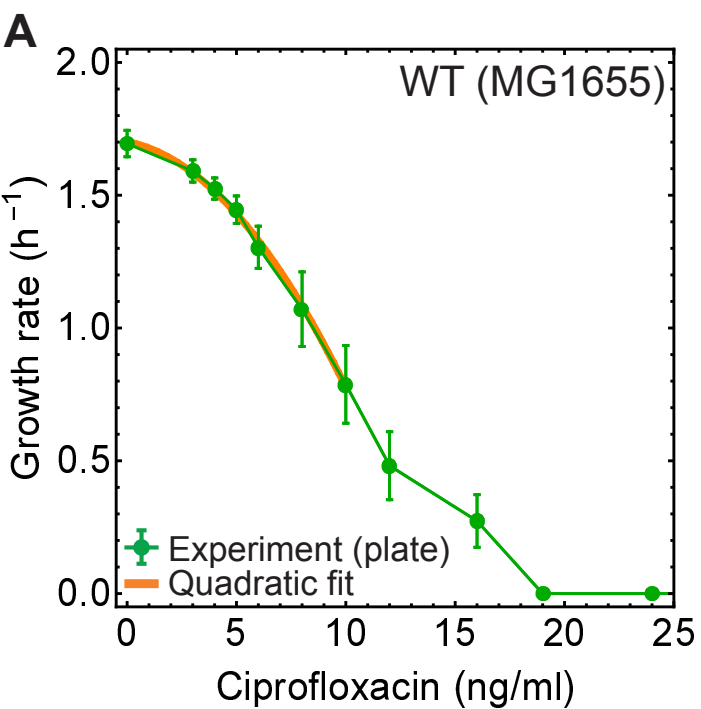 A
WT (MG1655)
Growth rate (h⁻¹)
2.0
1.5
1.0
0.5
0.0
Experiment (plate)
Quadratic fit
0 5 10 15 20 25
Ciprofloxacin (ng/ml)